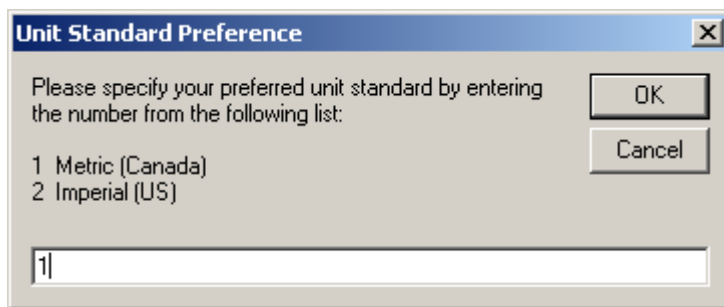 Unit Standard Preference
Please specify your preferred unit standard by entering
the number from the following list:
OK
Cancel
1 Metric (Canada)
2 Imperial (US)
1